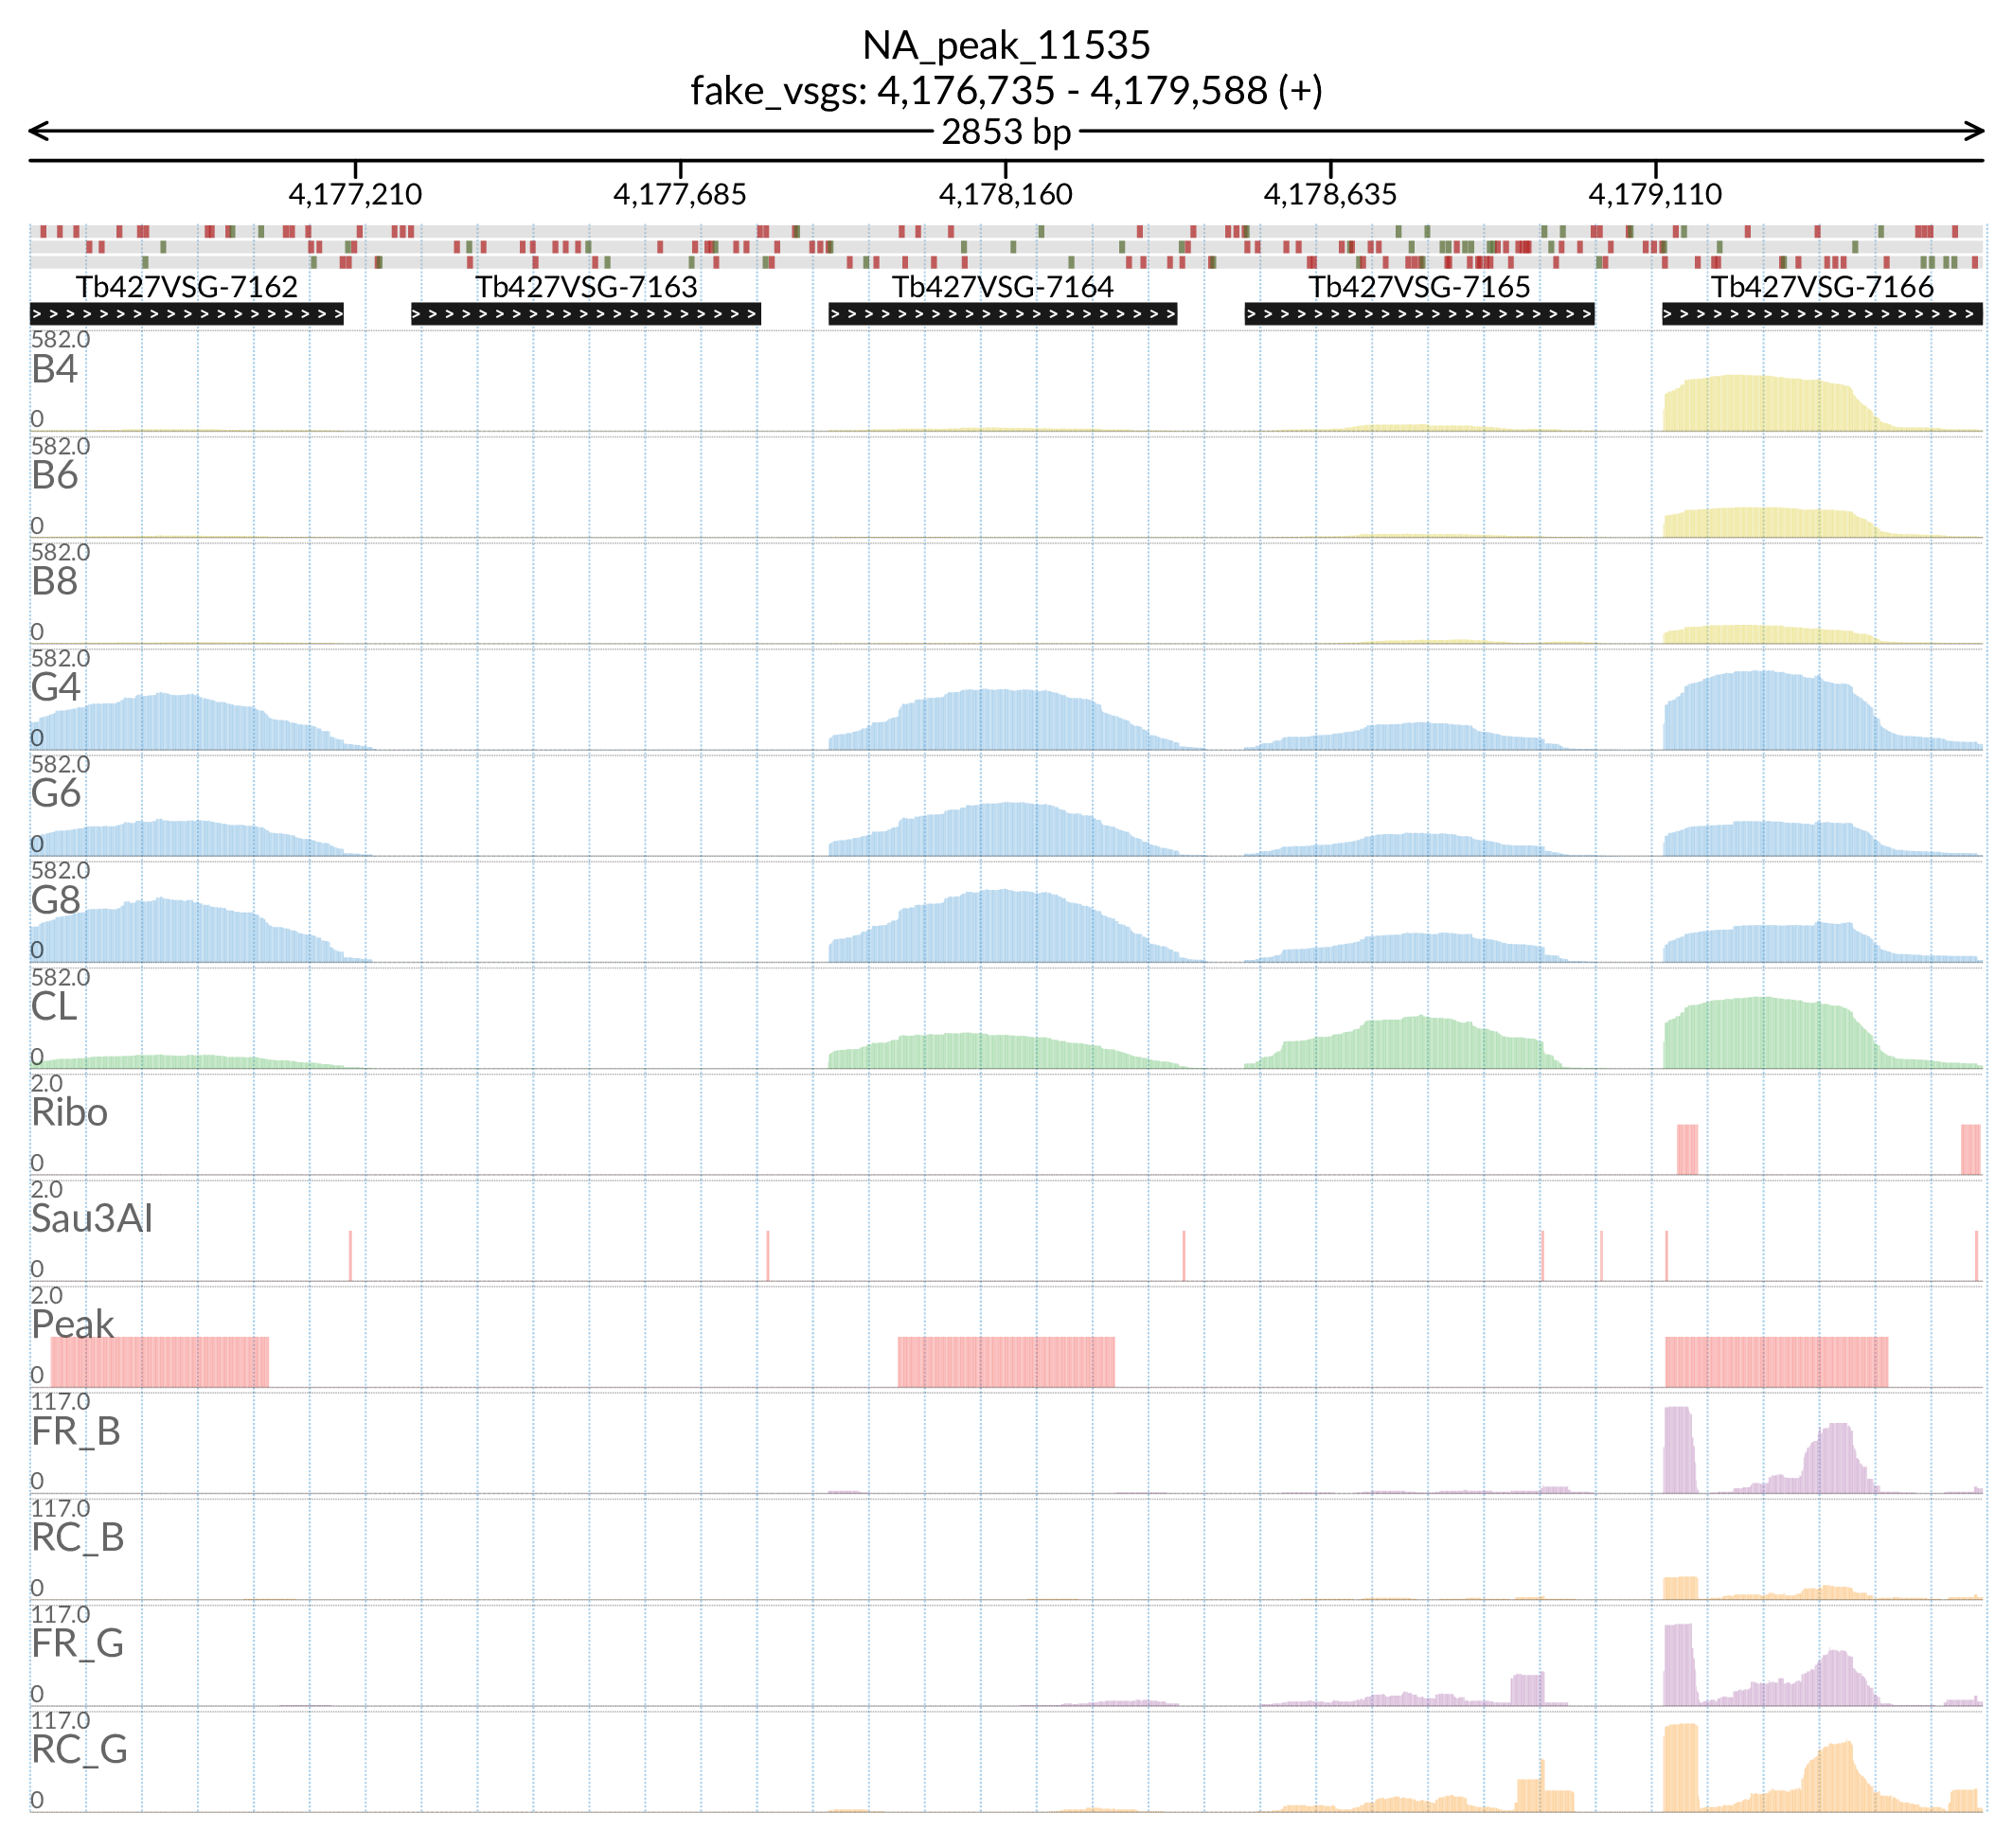 NA_peak_11535
fake_vsgs: 4,176,735 - 4,179,588 (+)
2853 bp
4,177,210 4,177,685 4,178,160 4,178,635 4,179,110
Tb427VSG-7162 Tb427VSG-7163 Tb427VSG-7164 Tb427VSG-7165 Tb427VSG-7166
582.0
B4
0
582.0
B6
0
582.0
B8
0
582.0
G4
0
582.0
G6
0
582.0
G8
0
582.0
CL
0
2.0
Ribo
0
2.0
Sau3AI
0
2.0
Peak
0
117.0
FR_B
0
117.0
RC_B
0
117.0
FR_G
0
117.0
RC_G
0